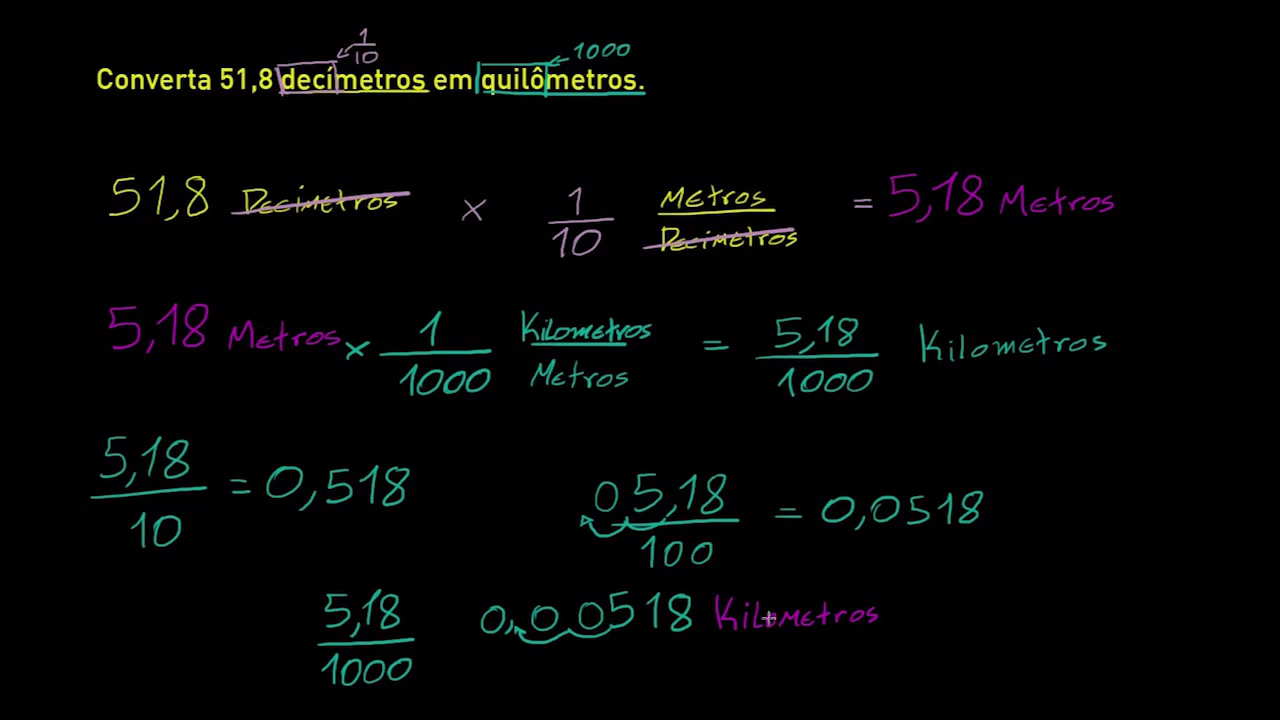 1/10
1000
Converta 51,8 decímetros em quilômetros.
51,8 Decimetros × 1/10 Metros/Decimetros = 5,18 Metros
5,18 Metros × 1/1000 Kilometros/Metros = 5,18/1000 Kilometros
5,18/10 = 0,518
05,18/100 = 0,0518
5,18/1000 0,00518 Kilometros